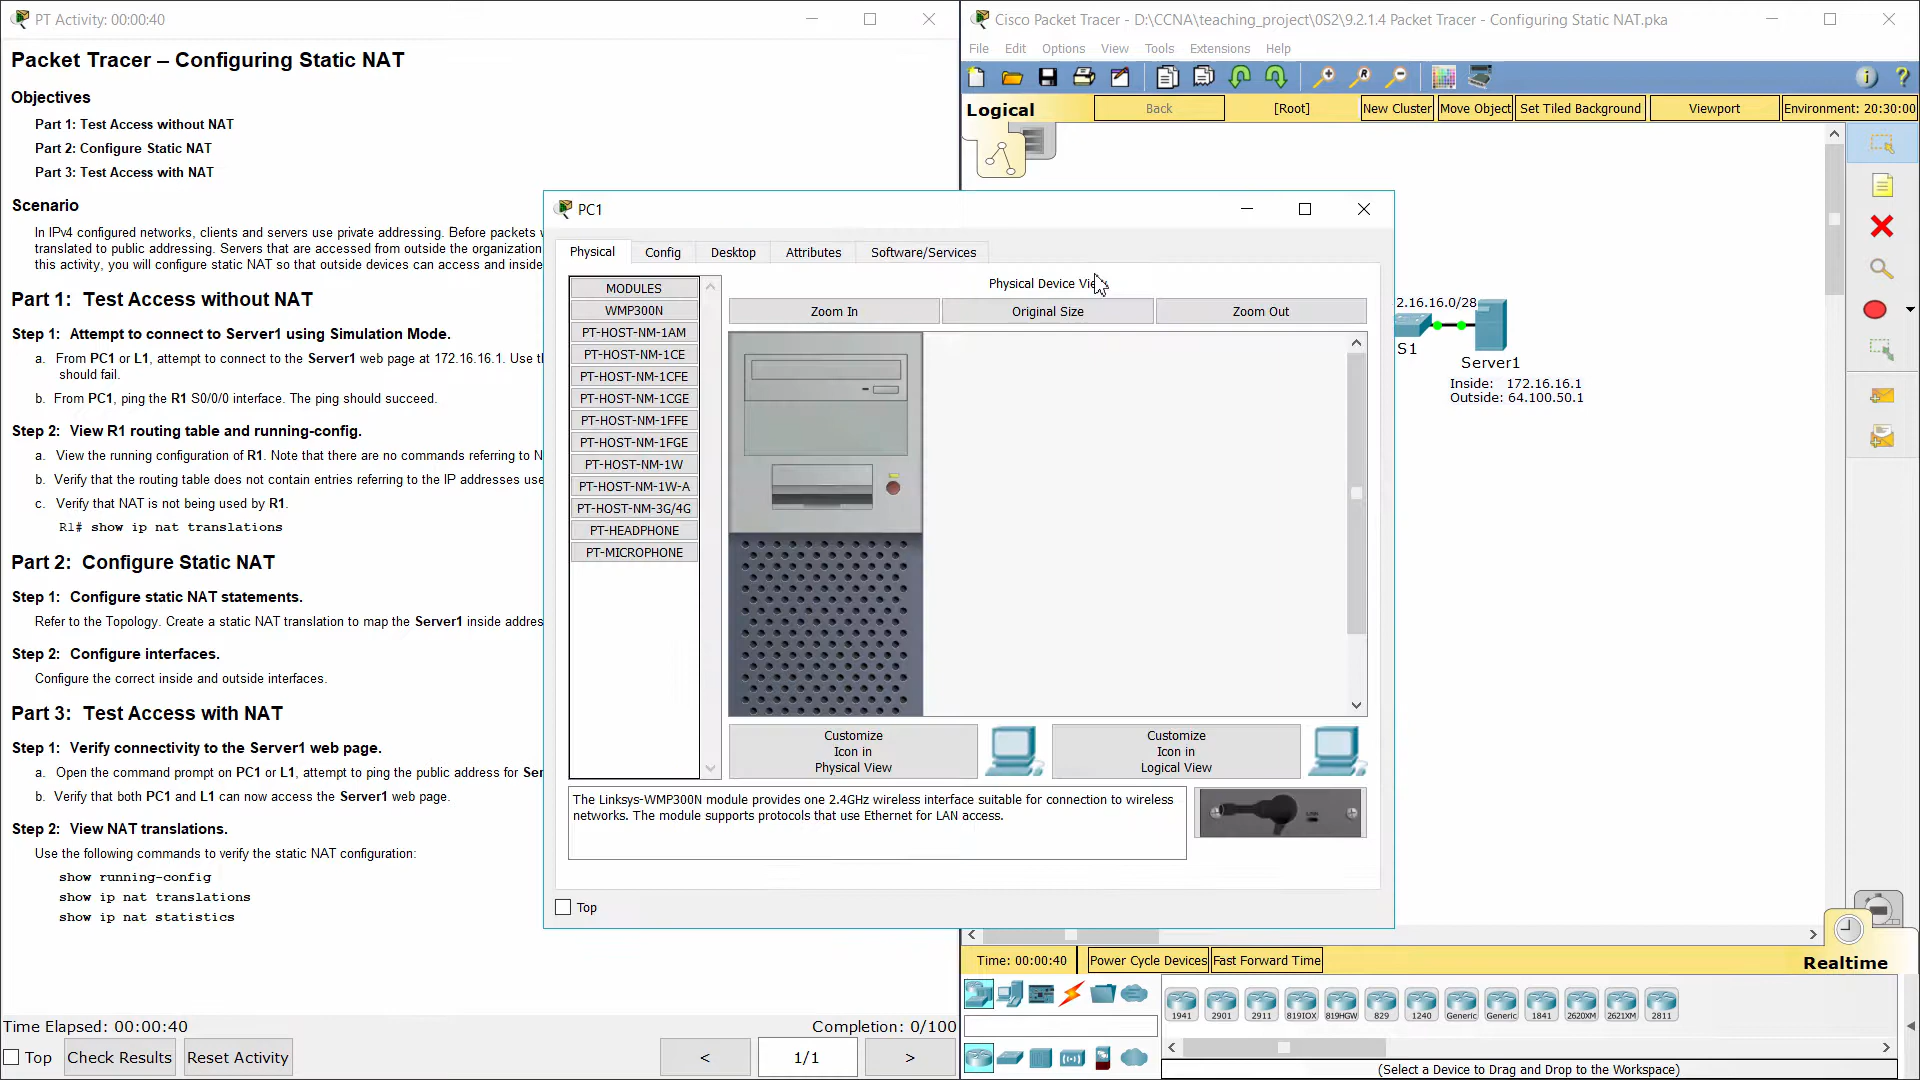 PT Activity: 00:00:40
Packet Tracer – Configuring Static NAT
Objectives
Part 1: Test Access without NAT
Part 2: Configure Static NAT
Part 3: Test Access with NAT
Scenario
In IPv4 configured networks, clients and servers use private addressing. Before packets
translated to public addressing. Servers that are accessed from outside the organization,
this activity, you will configure static NAT so that outside devices can access and inside
Part 1: Test Access without NAT
Step 1: Attempt to connect to Server1 using Simulation Mode.
a. From PC1 or L1, attempt to connect to the Server1 web page at 172.16.16.1. Use
should fail.
b. From PC1, ping the R1 S0/0/0 interface. The ping should succeed.
Step 2: View R1 routing table and running-config.
a. View the running configuration of R1. Note that there are no commands referring to N
b. Verify that the routing table does not contain entries referring to the IP addresses use
c. Verify that NAT is not being used by R1.
R1# show ip nat translations
Part 2: Configure Static NAT
Step 1: Configure static NAT statements.
Refer to the Topology. Create a static NAT translation to map the Server1 inside addres
Step 2: Configure interfaces.
Configure the correct inside and outside interfaces.
Part 3: Test Access with NAT
Step 1: Verify connectivity to the Server1 web page.
a. Open the command prompt on PC1 or L1, attempt to ping the public address for Ser
b. Verify that both PC1 and L1 can now access the Server1 web page.
Step 2: View NAT translations.
Use the following commands to verify the static NAT configuration:
show running-config
show ip nat translations
show ip nat statistics
Time Elapsed: 00:00:40
Completion: 0/100
Top
Check Results
Reset Activity
<
1/1
>
PC1
Physical
Config
Desktop
Attributes
Software/Services
MODULES
WMP300N
PT-HOST-NM-1AM
PT-HOST-NM-1CE
PT-HOST-NM-1CFE
PT-HOST-NM-1CGE
PT-HOST-NM-1FFE
PT-HOST-NM-1FGE
PT-HOST-NM-1W
PT-HOST-NM-1W-A
PT-HOST-NM-3G/4G
PT-HEADPHONE
PT-MICROPHONE
Physical Device View
Zoom In
Original Size
Zoom Out
Customize
Icon in
Physical View
Customize
Icon in
Logical View
The Linksys-WMP300N module provides one 2.4GHz wireless interface suitable for connection to wireless
networks. The module supports protocols that use Ethernet for LAN access.
LAN
Top
Cisco Packet Tracer - D:\CCNA\teaching_project\0S2\9.2.1.4 Packet Tracer - Configuring Static NAT.pka
File Edit Options View Tools Extensions Help
Logical
Back
[Root]
New Cluster
Move Object
Set Tiled Background
Viewport
Environment: 20:30:00
2.16.16.0/28
S1
Server1
Inside: 172.16.16.1
Outside: 64.100.50.1
Time: 00:00:40
Power Cycle Devices
Fast Forward Time
Realtime
1941
2901
2911
819IOX
819HGW
829
1240
Generic
Generic
1841
2620XM
2621XM
2811
(Select a Device to Drag and Drop to the Workspace)